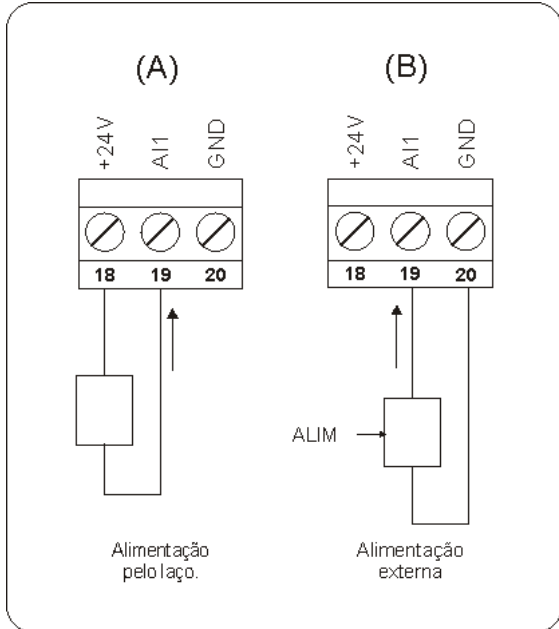 (A)
(B)
+24V
AI1
GND
+24V
AI1
GND
18
19
20
18
19
20
ALIM
Alimentação
pelo laço.
Alimentação
externa